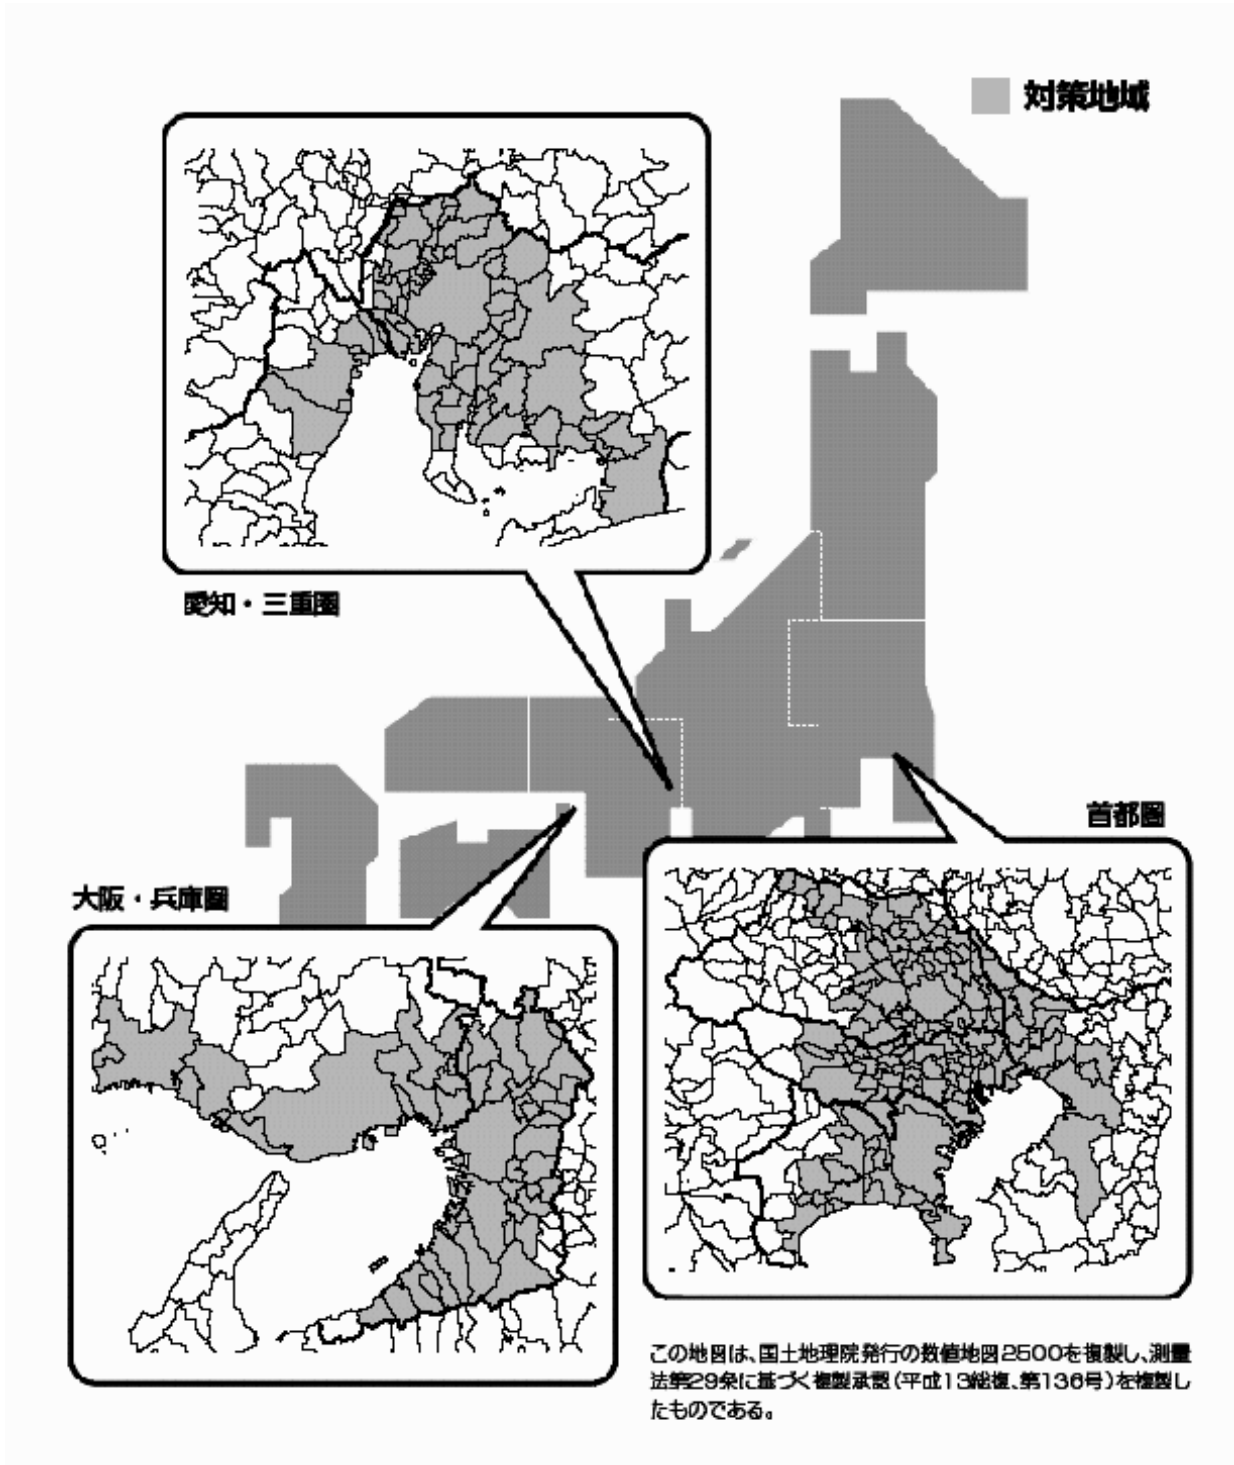 対策地域
愛知・三重圏
首都圏
大阪・兵庫圏
この地図は、国土地理院発行の数値地図2500を複製し、測量
法第29条に基づく複製承認（平成13総複、第136号）を複製し
たものである。